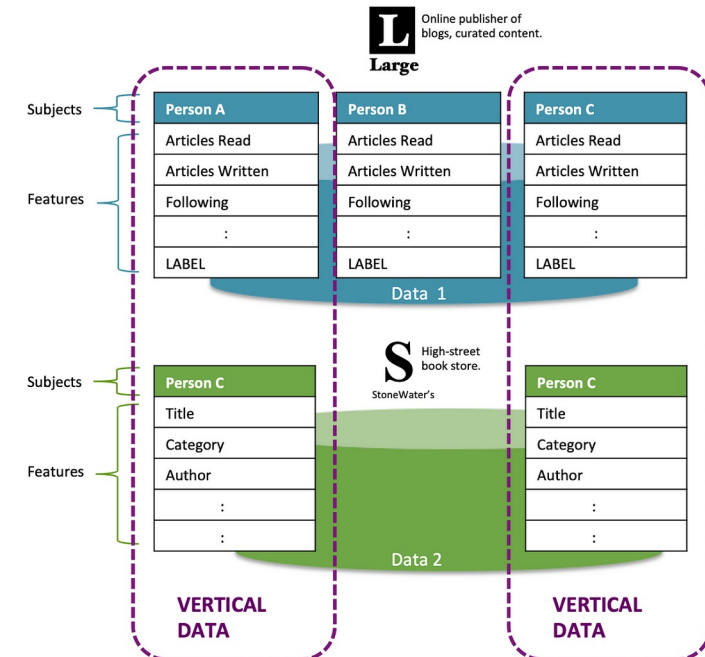 L
Large
Online publisher of
blogs, curated content.
Subjects
Person A
Person B
Person C
Features
Articles Read
Articles Read
Articles Read
Articles Written
Articles Written
Articles Written
Following
Following
Following
:
:
:
LABEL
LABEL
LABEL
Data 1
S
StoneWater's
High-street
book store.
Subjects
Person C
Person C
Features
Title
Title
Category
Category
Author
Author
:
:
:
:
Data 2
VERTICAL
DATA
VERTICAL
DATA